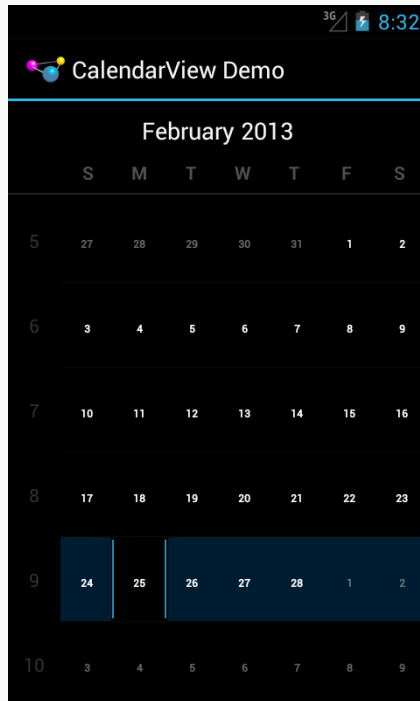 3G 8:32
CalendarView Demo
February 2013
S M T W T F S
5 27 28 29 30 31 1 2
6 3 4 5 6 7 8 9
7 10 11 12 13 14 15 16
8 17 18 19 20 21 22 23
9 24 25 26 27 28 1 2
10 3 4 5 6 7 8 9